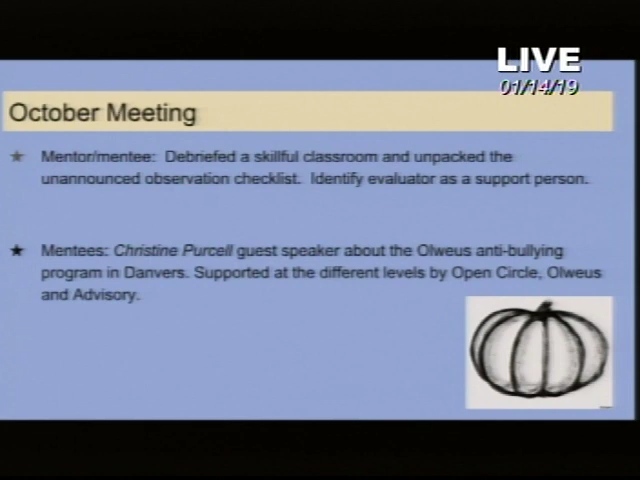 LIVE
01/14/19
October Meeting
Mentor/mentee: Debriefed a skillful classroom and unpacked the
unannounced observation checklist. Identify evaluator as a support person.
Mentees: Christine Purcell guest speaker about the Olweus anti-bullying
program in Danvers. Supported at the different levels by Open Circle, Olweus
and Advisory.